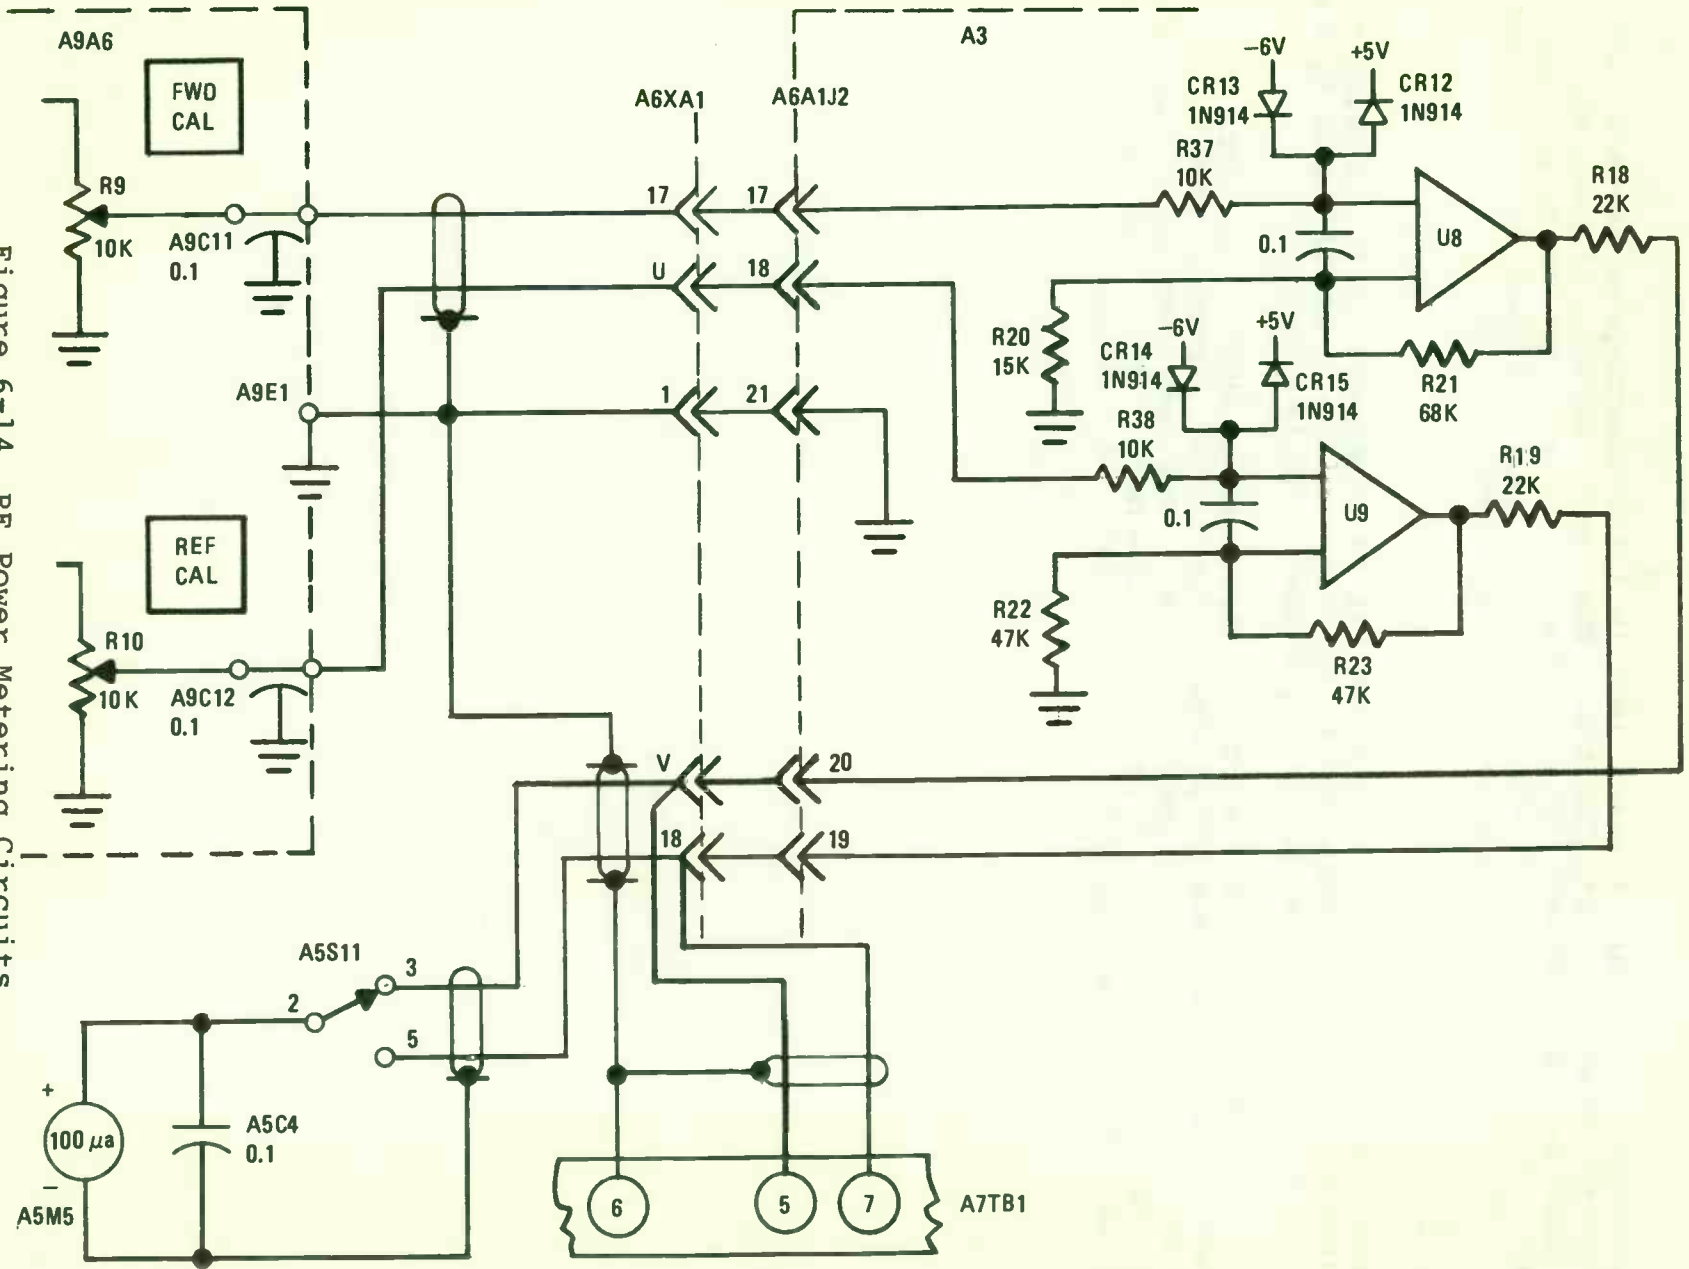 Figure 6-14 RF Power Metering Circuits
A9A6
FWD
CAL
R9
10K
A9C11
0.1
A9E1
REF
CAL
R10
10K
A9C12
0.1
A6XA1
A6A1J2
A3
17
17
U
18
1
21
V
20
18
19
-6V
+5V
CR13
1N914
CR12
1N914
R37
10K
0.1
U8
R18
22K
R20
15K
R21
68K
-6V
+5V
CR14
1N914
CR15
1N914
R38
10K
0.1
U9
R19
22K
R22
47K
R23
47K
A5S11
3
2
5
+
100 μa
-
A5M5
A5C4
0.1
6
5
7
A7TB1